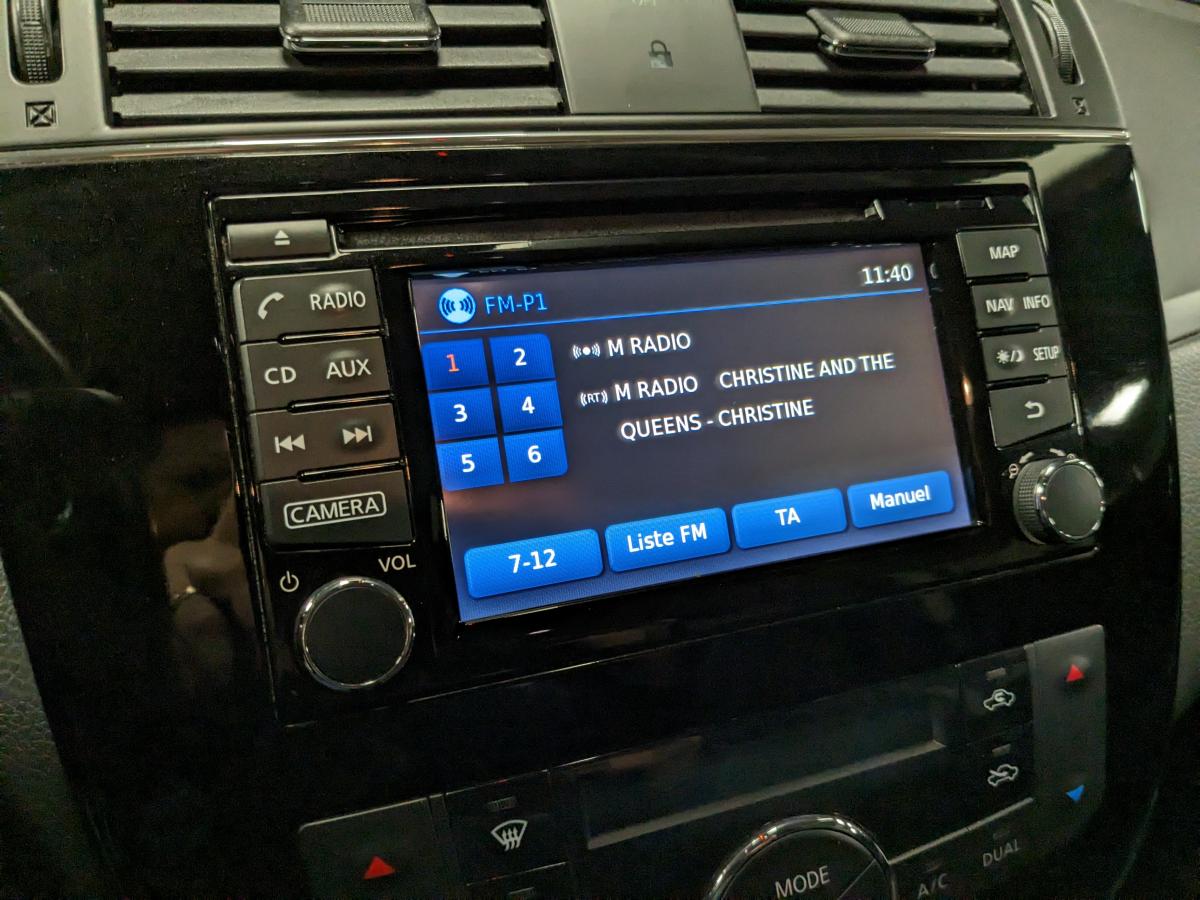 MAP
RADIO
NAV INFO
CD AUX
SETUP
CAMERA
VOL
11:40
FM-P1
1 2
3 4
5 6
M RADIO
(RT) M RADIO CHRISTINE AND THE
QUEENS - CHRISTINE
7-12 Liste FM TA Manuel
MODE
A/C
DUAL